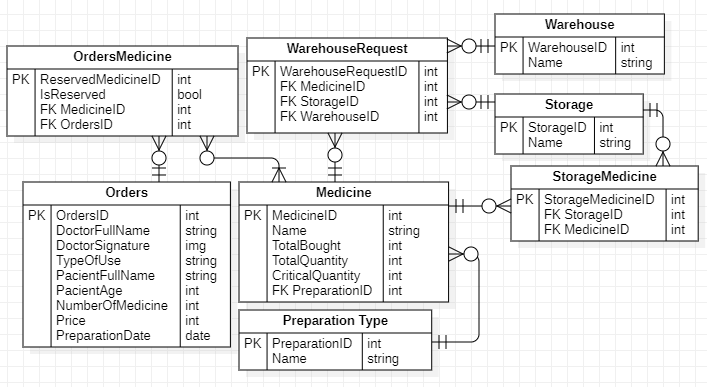 OrdersMedicine
PK ReservedMedicineID int
IsReserved bool
FK MedicineID int
FK OrdersID int
WarehouseRequest
PK WarehouseRequestID int
FK MedicineID int
FK StorageID int
FK WarehouseID int
Warehouse
PK WarehouseID int
Name string
Storage
PK StorageID int
Name string
StorageMedicine
PK StorageMedicineID int
FK StorageID int
FK MedicineID int
Orders
PK OrdersID int
DoctorFullName string
DoctorSignature img
TypeOfUse string
PacientFullName string
PacientAge int
NumberOfMedicine int
Price int
PreparationDate date
Medicine
PK MedicineID int
Name string
TotalBought int
TotalQuantity int
CriticalQuantity int
FK PreparationID int
Preparation Type
PK PreparationID int
Name string